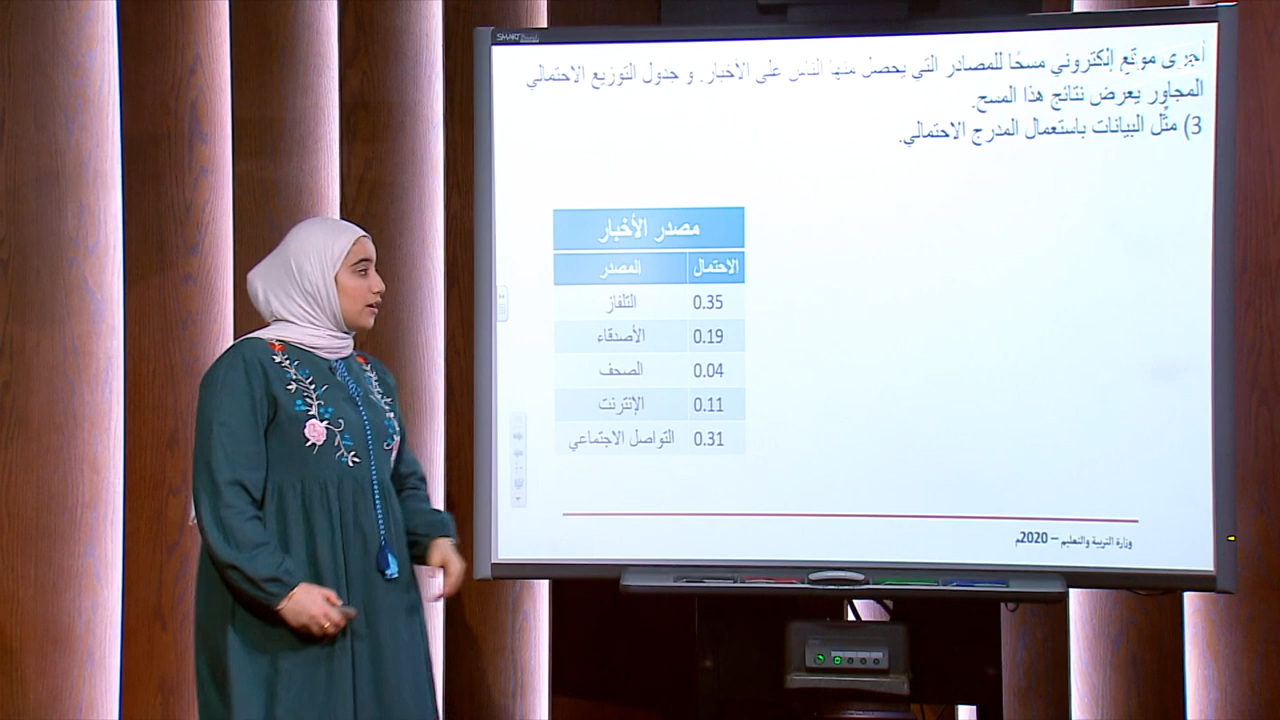 SMART
أجرى موقع إلكتروني مسحًا للمصادر التي يحصل منها الناس على الأخبار. و جدول التوزيع الاحتمالي
المجاور يعرض نتائج هذا المسح.
3) مثِّل البيانات باستعمال المدرج الاحتمالي.
مصدر الأخبار
الاحتمال المصدر
0.35 التلفاز
0.19 الأصدقاء
0.04 الصحف
0.11 الإنترنت
0.31 التواصل الاجتماعي
وزارة التربية والتعليم – 2020م